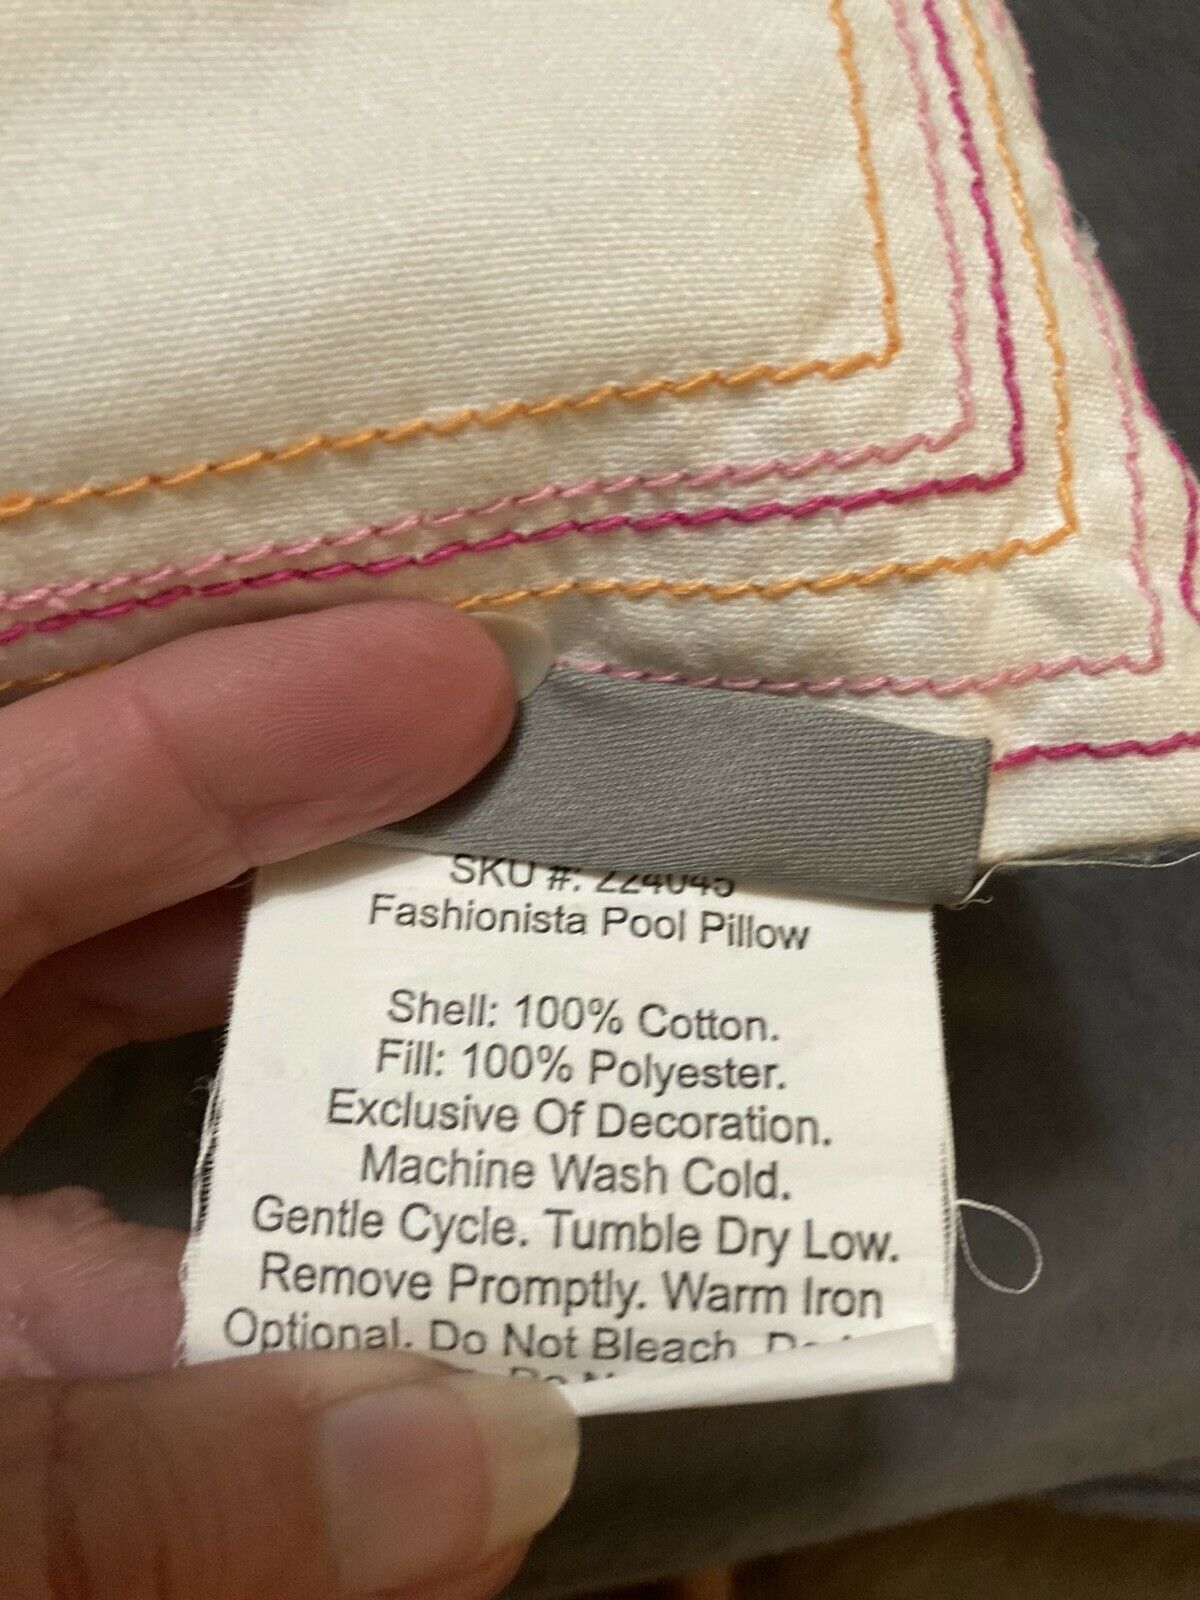 SKU #: 224045
Fashionista Pool Pillow
Shell: 100% Cotton.
Fill: 100% Polyester.
Exclusive Of Decoration.
Machine Wash Cold.
Gentle Cycle. Tumble Dry Low.
Remove Promptly. Warm Iron
Optional. Do Not Bleach.